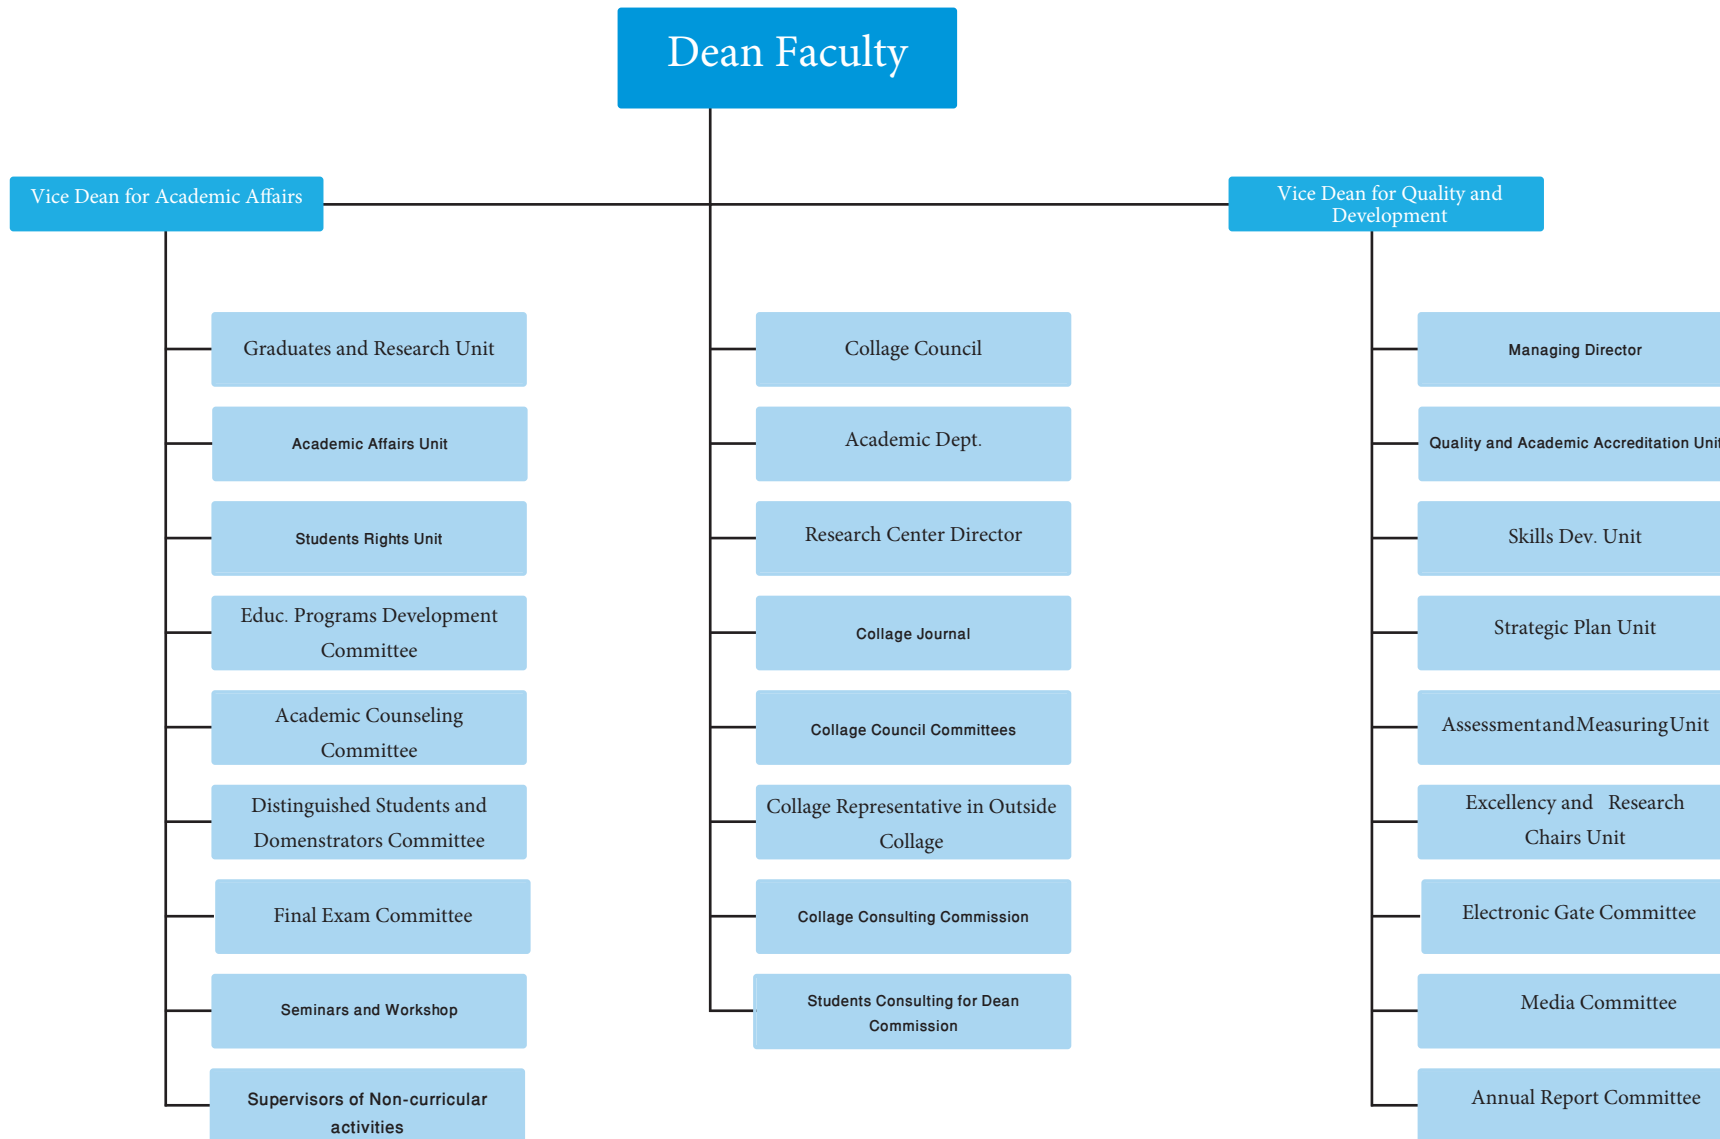 Dean Faculty
Vice Dean for Academic Affairs
Vice Dean for Quality and
Development
Graduates and Research Unit
Academic Affairs Unit
Students Rights Unit
Educ. Programs Development
Committee
Academic Counseling
Committee
Distinguished Students and
Domenstrators Committee
Final Exam Committee
Seminars and Workshop
Supervisors of Non-curricular
activities
Collage Council
Academic Dept.
Research Center Director
Collage Journal
Collage Council Committees
Collage Representative in Outside
Collage
Collage Consulting Commission
Students Consulting for Dean
Commission
Managing Director
Quality and Academic Accreditation Unit
Skills Dev. Unit
Strategic Plan Unit
Assessment and Measuring Unit
Excellency and Research
Chairs Unit
Electronic Gate Committee
Media Committee
Annual Report Committee